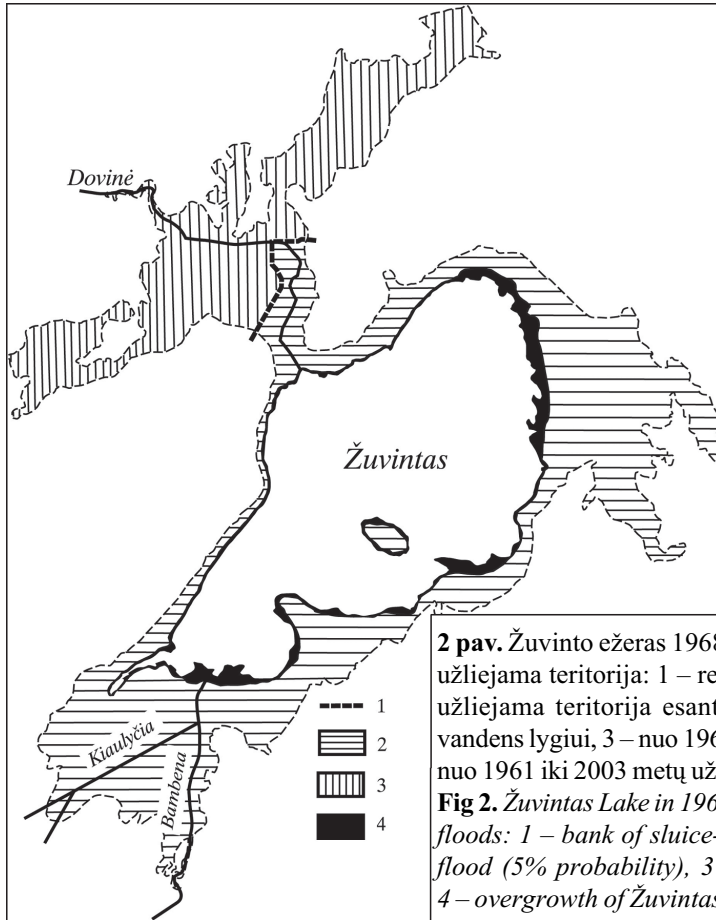 Dovinė
Žuvintas
Kiaulyčia
Bambena
1
2
3
4
2 pav. Žuvinto ežeras 1968
užliejama teritorija: 1 – re
užliejama teritorija esant
vandens lygiui, 3 – nuo 196
nuo 1961 iki 2003 metų už
Fig 2. Žuvintas Lake in 196
floods: 1 – bank of sluice-
flood (5% probability), 3
4 – overgrowth of Žuvintas